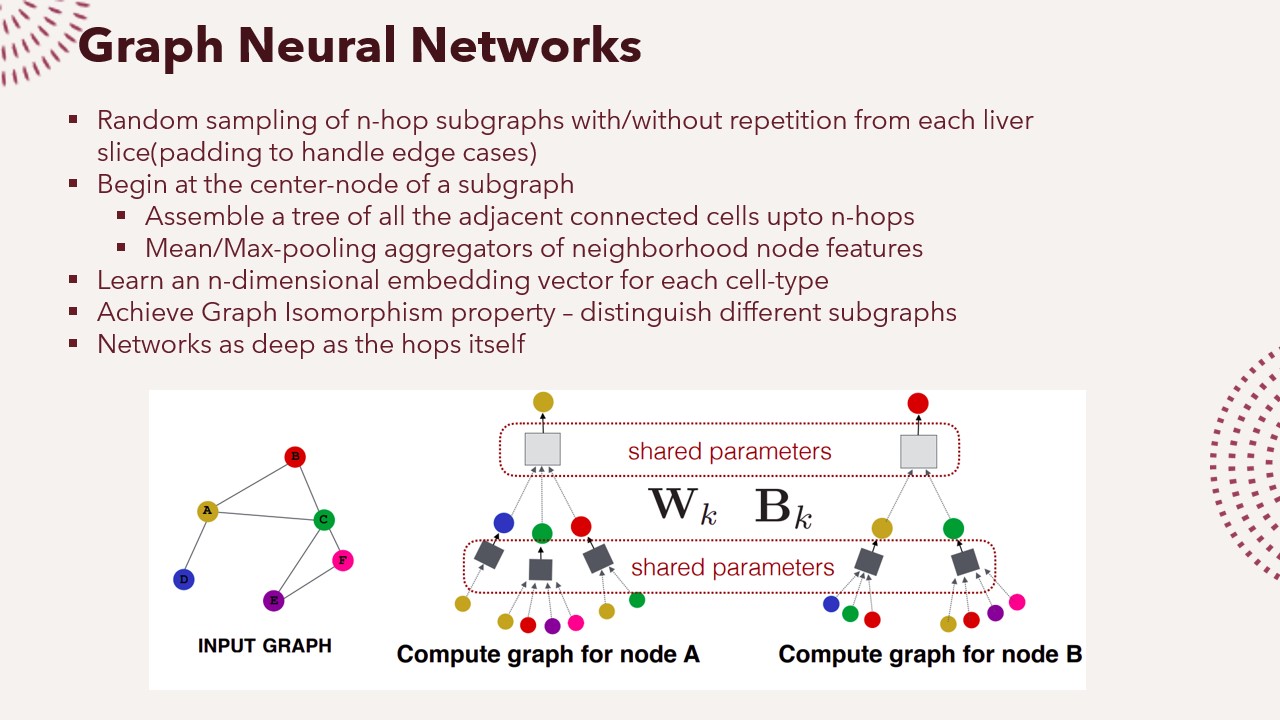 Graph Neural Networks
▪ Random sampling of n-hop subgraphs with/without repetition from each liver
slice(padding to handle edge cases)
▪ Begin at the center-node of a subgraph
▪ Assemble a tree of all the adjacent connected cells upto n-hops
▪ Mean/Max-pooling aggregators of neighborhood node features
▪ Learn an n-dimensional embedding vector for each cell-type
▪ Achieve Graph Isomorphism property – distinguish different subgraphs
▪ Networks as deep as the hops itself
B
A
C
F
D
E
INPUT GRAPH
shared parameters
W_k B_k
shared parameters
Compute graph for node A
Compute graph for node B